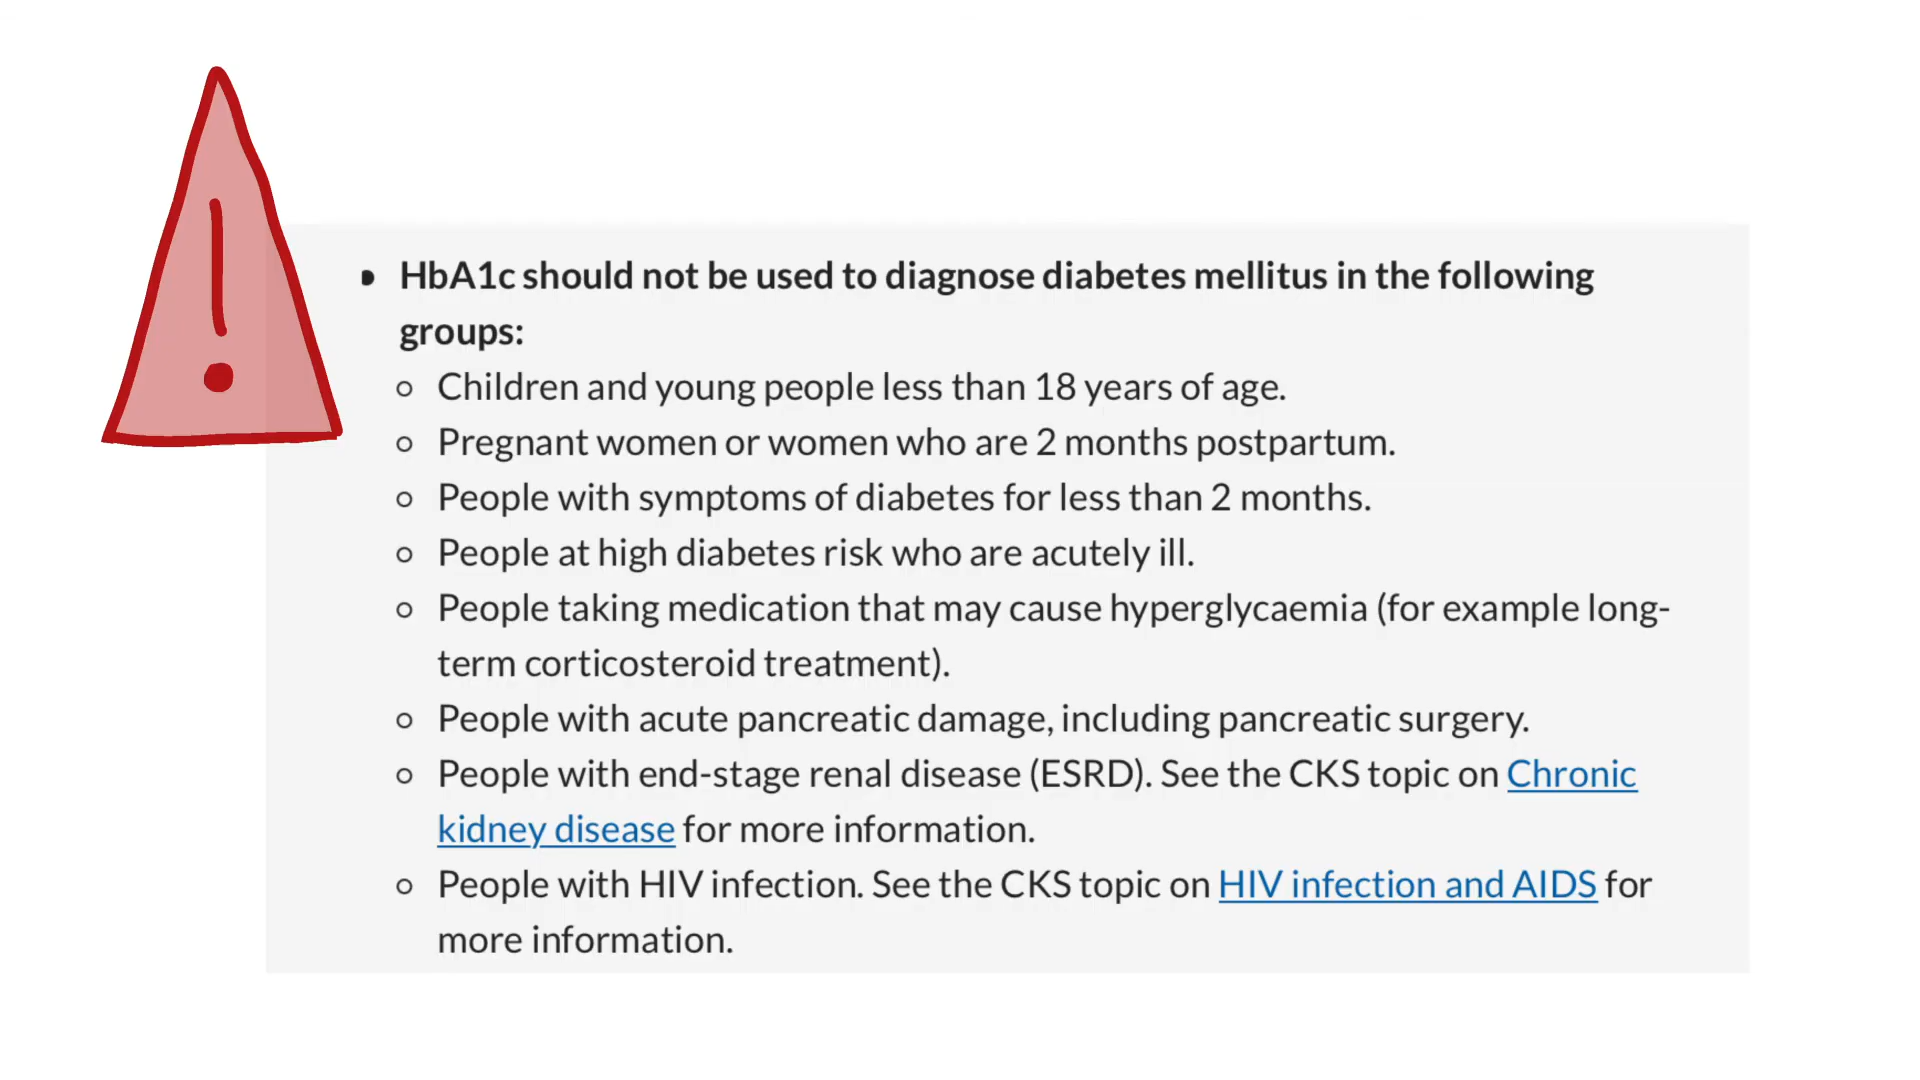 HbA1c should not be used to diagnose diabetes mellitus in the following
groups:
Children and young people less than 18 years of age.
Pregnant women or women who are 2 months postpartum.
People with symptoms of diabetes for less than 2 months.
People at high diabetes risk who are acutely ill.
People taking medication that may cause hyperglycaemia (for example long-
term corticosteroid treatment).
People with acute pancreatic damage, including pancreatic surgery.
People with end-stage renal disease (ESRD). See the CKS topic on Chronic
kidney disease for more information.
People with HIV infection. See the CKS topic on HIV infection and AIDS for
more information.